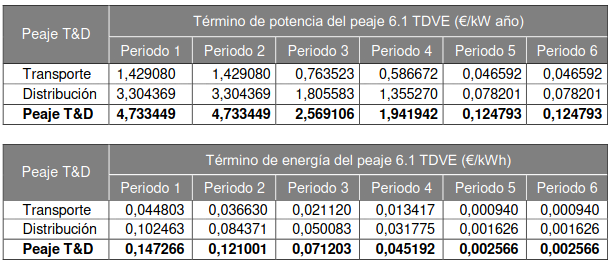 Peaje T&D Término de potencia del peaje 6.1 TDVE (€/kW año)
Periodo 1 Periodo 2 Periodo 3 Periodo 4 Periodo 5 Periodo 6
Transporte 1,429080 1,429080 0,763523 0,586672 0,046592 0,046592
Distribución 3,304369 3,304369 1,805583 1,355270 0,078201 0,078201
Peaje T&D 4,733449 4,733449 2,569106 1,941942 0,124793 0,124793
Peaje T&D Término de energía del peaje 6.1 TDVE (€/kWh)
Periodo 1 Periodo 2 Periodo 3 Periodo 4 Periodo 5 Periodo 6
Transporte 0,044803 0,036630 0,021120 0,013417 0,000940 0,000940
Distribución 0,102463 0,084371 0,050083 0,031775 0,001626 0,001626
Peaje T&D 0,147266 0,121001 0,071203 0,045192 0,002566 0,002566